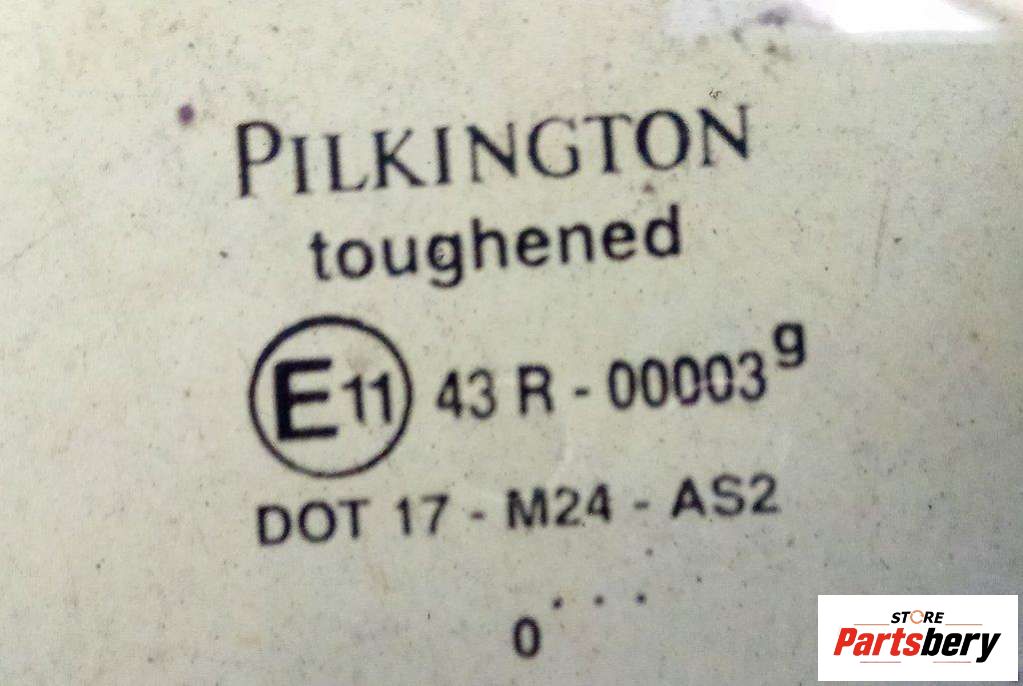 PILKINGTON
toughened
E11 43 R - 00003 g
DOT 17 - M24 - AS2
. . .
0
STORE
Partsbery